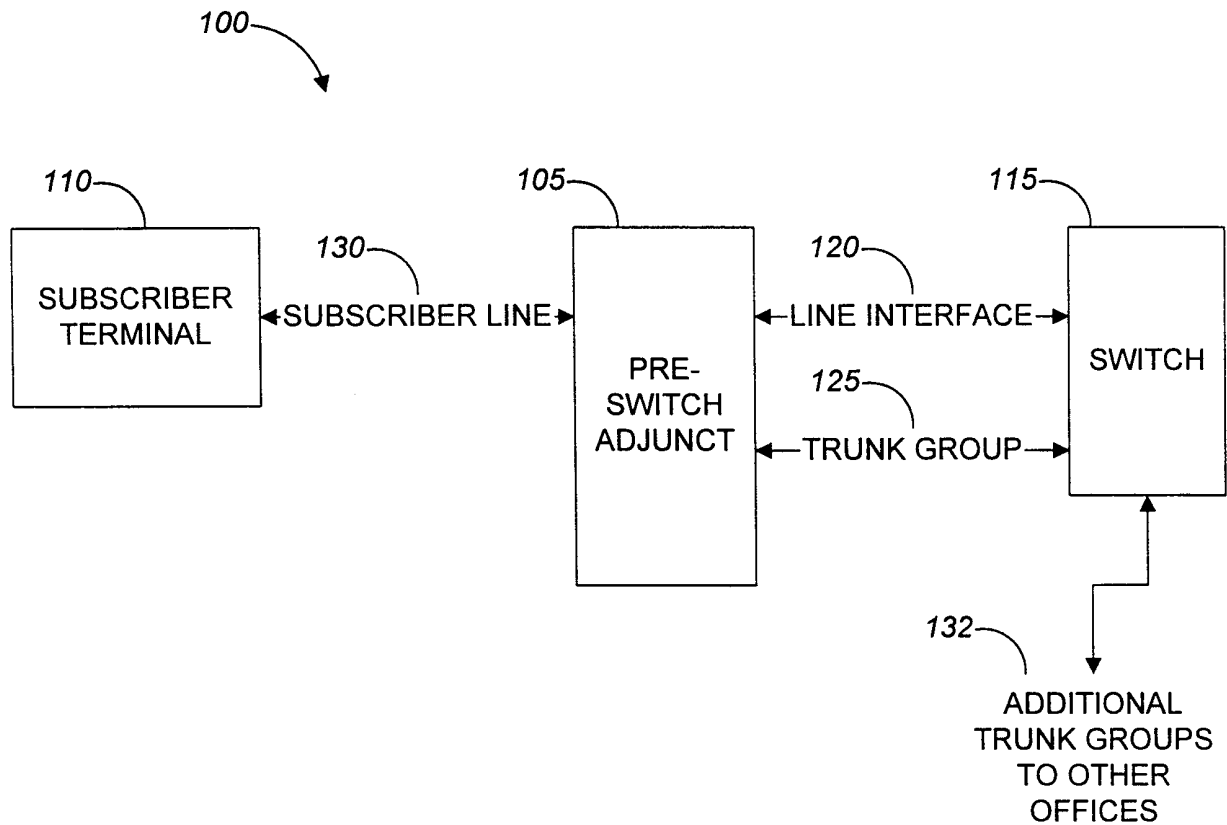 100
110
105
115
130
120
SUBSCRIBER
TERMINAL
SUBSCRIBER LINE
LINE INTERFACE
PRE-
SWITCH
ADJUNCT
SWITCH
125
TRUNK GROUP
132
ADDITIONAL
TRUNK GROUPS
TO OTHER
OFFICES